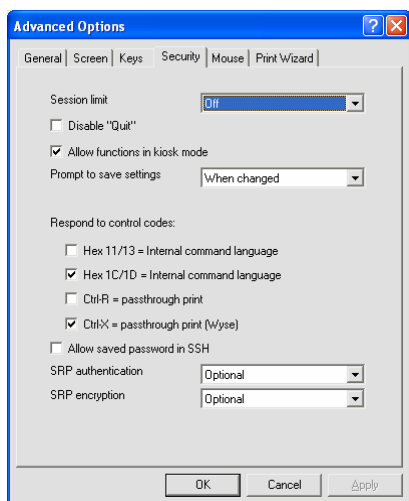 Advanced Options
General Screen Keys Security Mouse Print Wizard
Session limit Off
Disable "Quit"
Allow functions in kiosk mode
Prompt to save settings When changed
Respond to control codes:
Hex 11/13 = Internal command language
Hex 1C/1D = Internal command language
Ctrl-R = passthrough print
Ctrl-X = passthrough print (Wyse)
Allow saved password in SSH
SRP authentication Optional
SRP encryption Optional
OK Cancel Apply